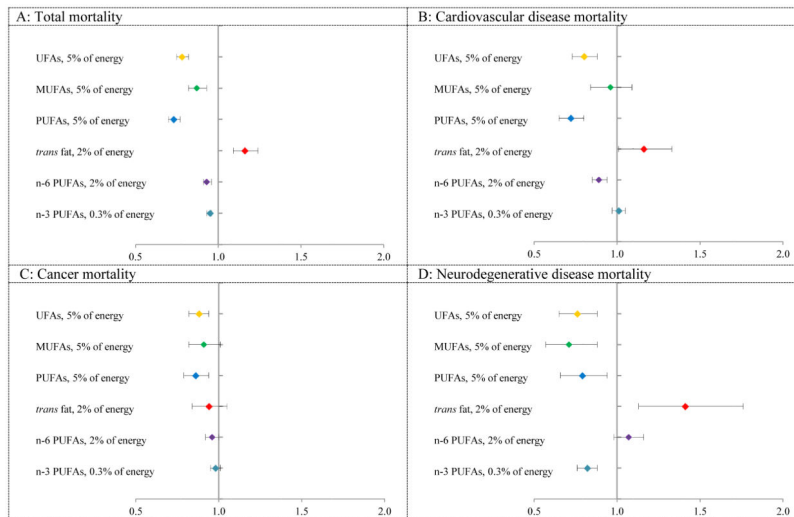 A: Total mortality
UFAs, 5% of energy
MUFAs, 5% of energy
PUFAs, 5% of energy
trans fat, 2% of energy
n-6 PUFAs, 2% of energy
n-3 PUFAs, 0.3% of energy
0.5 1.0 1.5 2.0
B: Cardiovascular disease mortality
UFAs, 5% of energy
MUFAs, 5% of energy
PUFAs, 5% of energy
trans fat, 2% of energy
n-6 PUFAs, 2% of energy
n-3 PUFAs, 0.3% of energy
0.5 1.0 1.5 2.0
C: Cancer mortality
UFAs, 5% of energy
MUFAs, 5% of energy
PUFAs, 5% of energy
trans fat, 2% of energy
n-6 PUFAs, 2% of energy
n-3 PUFAs, 0.3% of energy
0.5 1.0 1.5 2.0
D: Neurodegenerative disease mortality
UFAs, 5% of energy
MUFAs, 5% of energy
PUFAs, 5% of energy
trans fat, 2% of energy
n-6 PUFAs, 2% of energy
n-3 PUFAs, 0.3% of energy
0.5 1.0 1.5 2.0